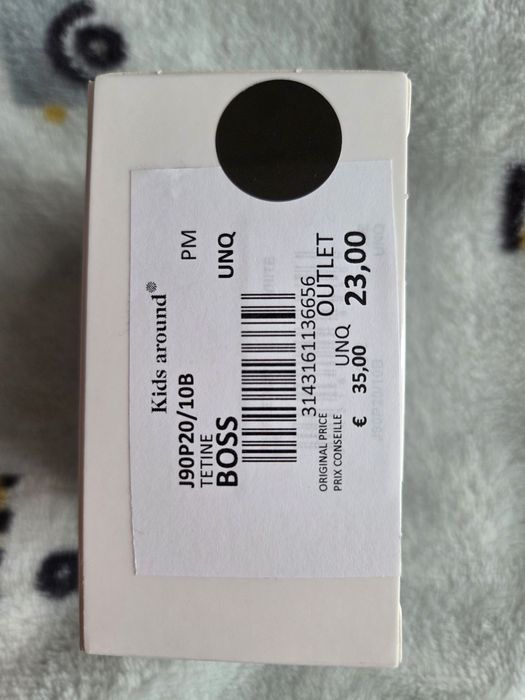 Kids around
J90P20/10B PM
TETINE
BOSS UNQ
3143161136656
OUTLET
ORIGINAL PRICE UNQ
PRIX CONSEILLE € 35,00 23,00